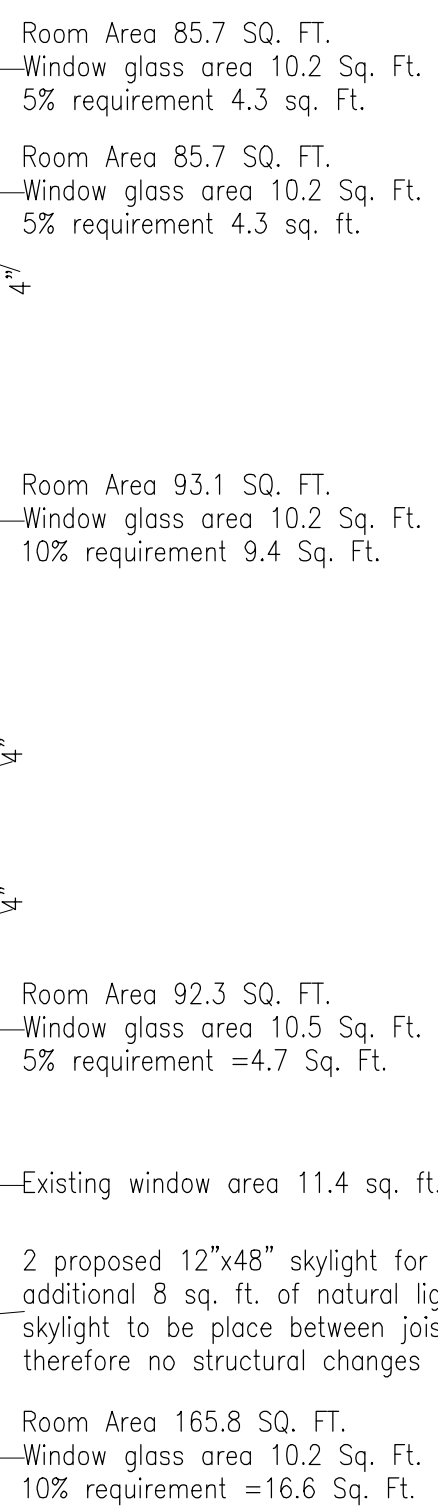 Room Area 85.7 SQ. FT.
Window glass area 10.2 Sq. Ft.
5% requirement 4.3 sq. Ft.
Room Area 85.7 SQ. FT.
Window glass area 10.2 Sq. Ft.
5% requirement 4.3 sq. ft.
4"
Room Area 93.1 SQ. FT.
Window glass area 10.2 Sq. Ft.
10% requirement 9.4 Sq. Ft.
4"
4"
Room Area 92.3 SQ. FT.
Window glass area 10.5 Sq. Ft.
5% requirement =4.7 Sq. Ft.
Existing window area 11.4 sq. ft.
2 proposed 12"x48" skylight for
additional 8 sq. ft. of natural
skylight to be place between
therefore no structural changes
Room Area 165.8 SQ. FT.
Window glass area 10.2 Sq. Ft.
10% requirement =16.6 Sq. Ft.